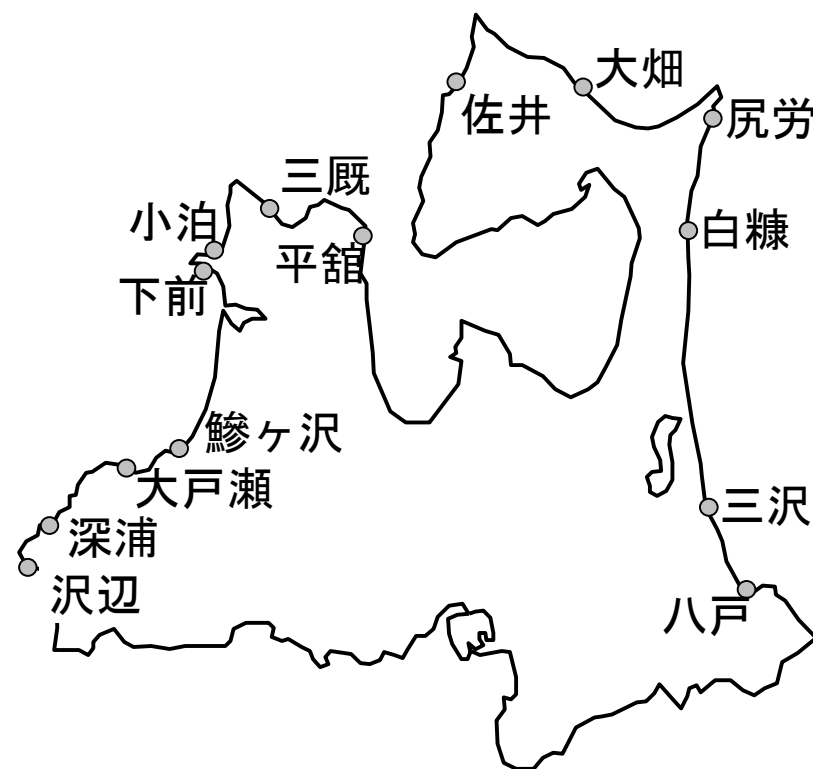 大畑
佐井
尻労
三厩
小泊
白糠
平舘
下前
鰺ヶ沢
大戸瀬
三沢
深浦
沢辺
八戸